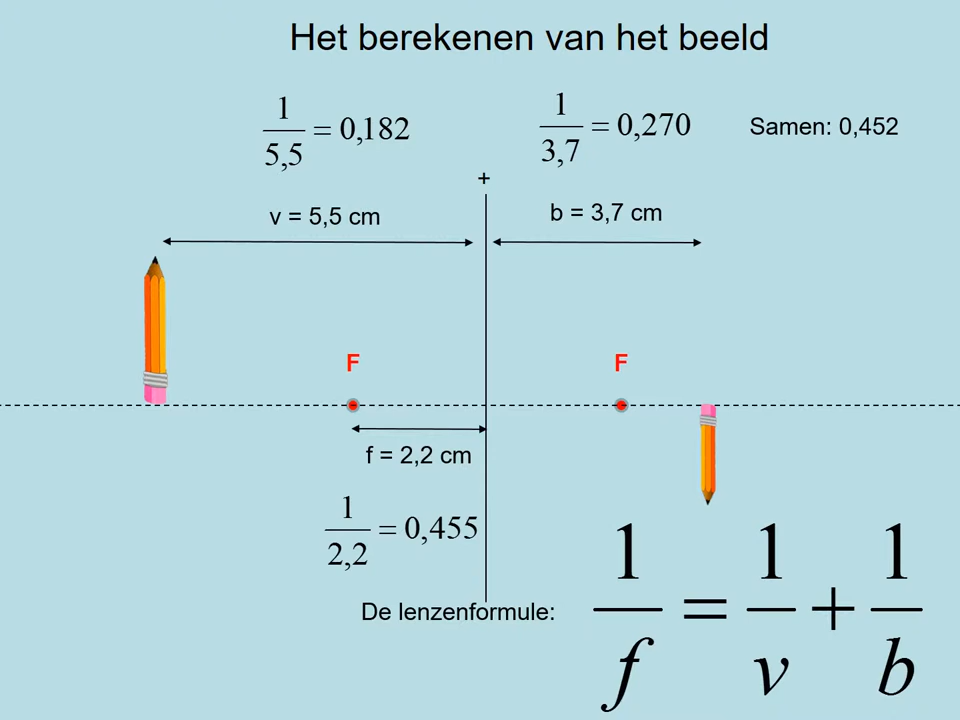 Het berekenen van het beeld
1/5,5 = 0,182
1/3,7 = 0,270
Samen: 0,452
+
v = 5,5 cm
b = 3,7 cm
F
F
f = 2,2 cm
1/2,2 = 0,455
De lenzenformule:
1/f = 1/v + 1/b